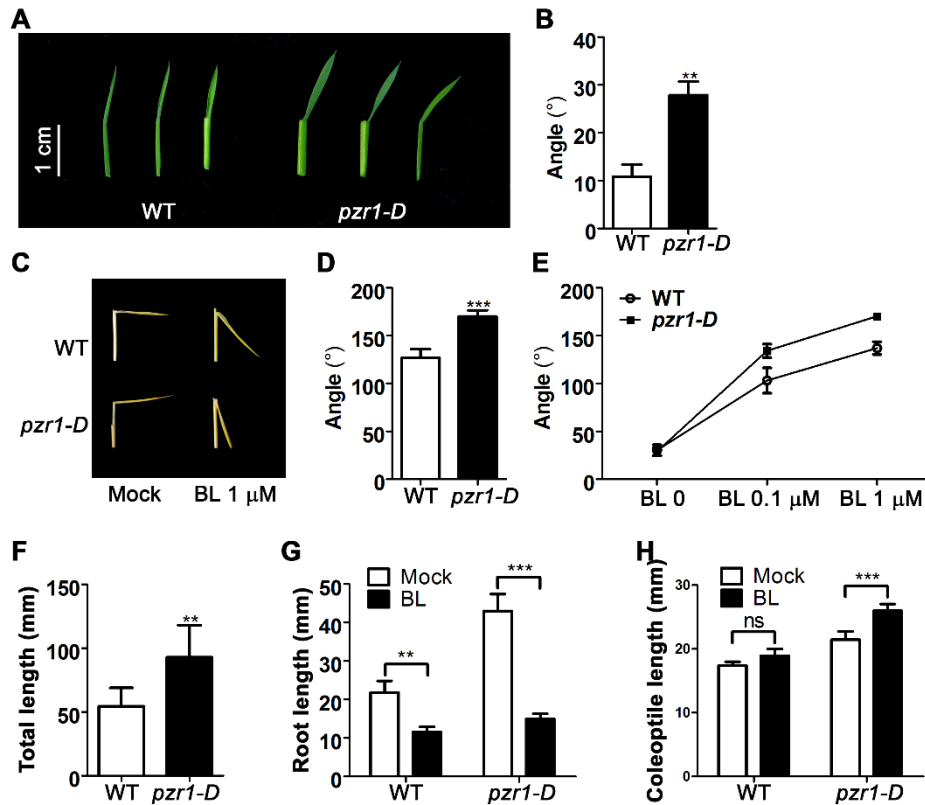 A
1 cm
WT
pzr1-D
B
Angle (°)
40
30
20
10
0
**
WT
pzr1-D
C
WT
pzr1-D
Mock
BL 1 μM
D
Angle (°)
200
150
100
50
0
***
WT
pzr1-D
E
Angle (°)
200
150
100
50
0
WT
pzr1-D
BL 0
BL 0.1 μM
BL 1 μM
F
Total length (mm)
150
100
50
0
**
WT
pzr1-D
G
Root length (mm)
50
40
30
20
10
0
Mock
BL
**
***
WT
pzr1-D
H
Coleoptile length (mm)
30
20
10
0
Mock
BL
ns
***
WT
pzr1-D